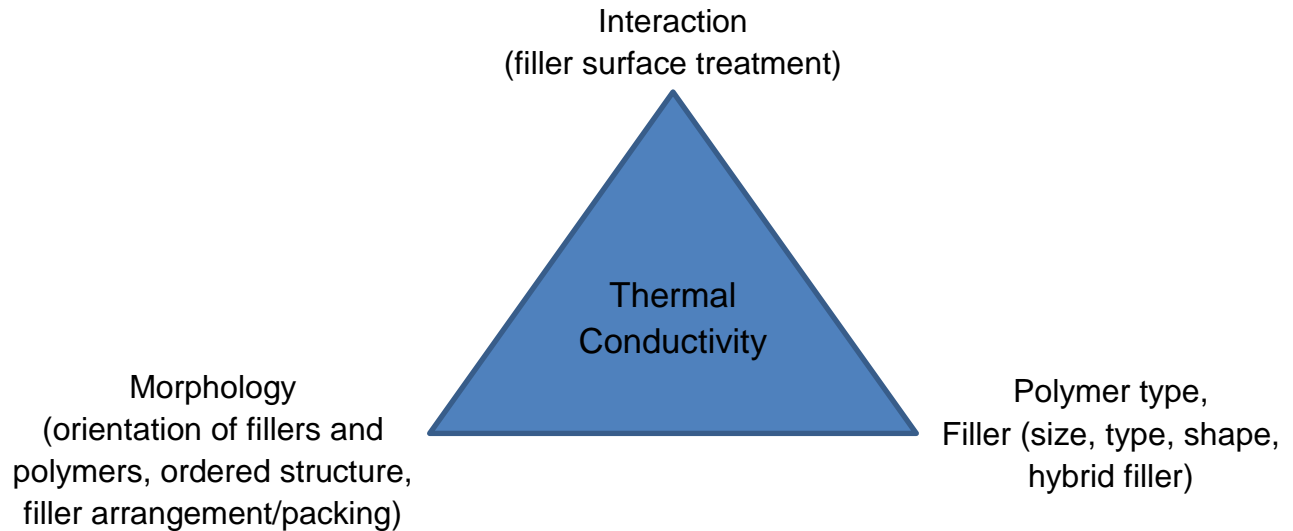 Interaction
(filler surface treatment)
Thermal
Conductivity
Morphology
(orientation of fillers and
polymers, ordered structure,
filler arrangement/packing)
Polymer type,
Filler (size, type, shape,
hybrid filler)